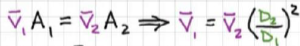 V̄₁A₁ = V̄₂A₂ ⟹ V̄₁ = V̄₂(D₂/D₁)²